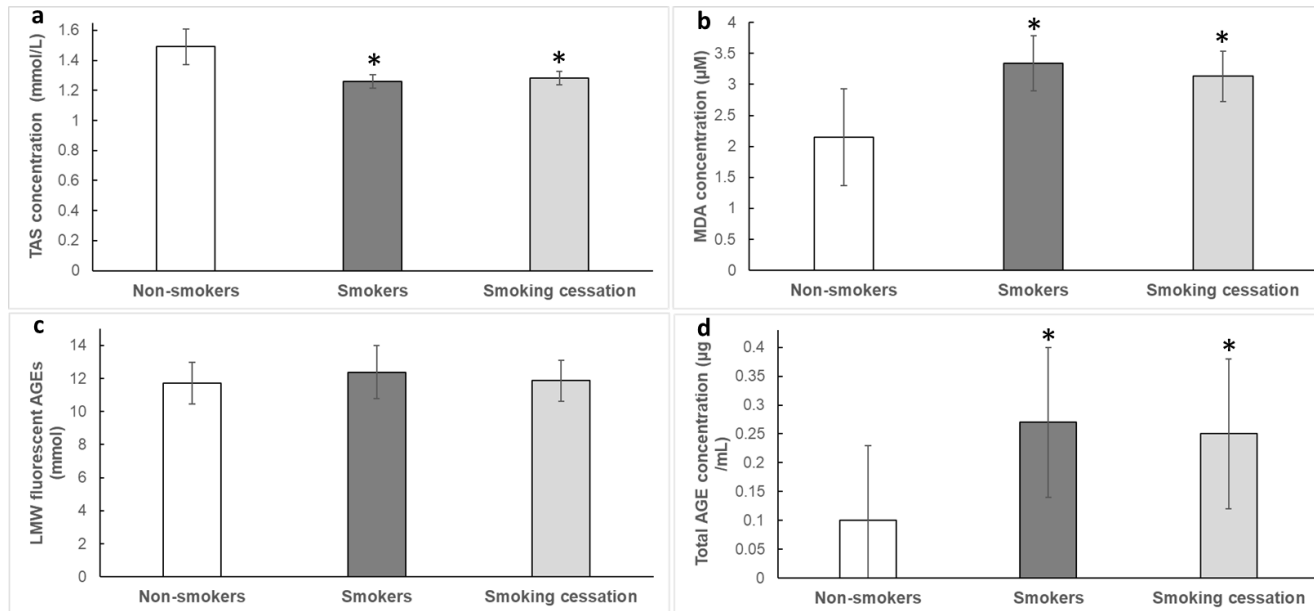 a
TAS concentration (mmol/L)
1.6
1.4
1.2
1
0.8
0.6
0.4
0.2
0
*
*
Non-smokers
Smokers
Smoking cessation
b
MDA concentration (µM)
4
3.5
3
2.5
2
1.5
1
0.5
0
*
*
Non-smokers
Smokers
Smoking cessation
c
LMW fluorescent AGEs
(mmol)
14
12
10
8
6
4
2
0
Non-smokers
Smokers
Smoking cessation
d
Total AGE concentration (µg
/mL)
0.4
0.35
0.3
0.25
0.2
0.15
0.1
0.05
0
*
*
Non-smokers
Smokers
Smoking cessation